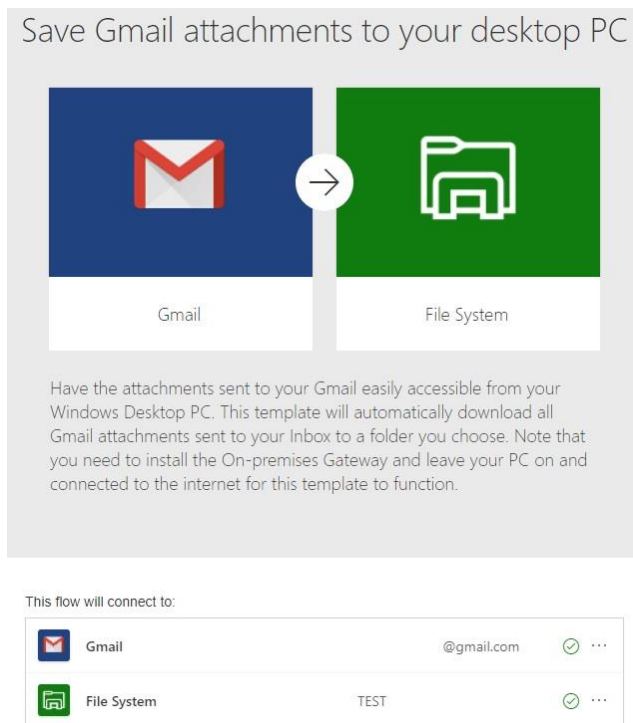 Save Gmail attachments to your desktop PC
Gmail
File System
Have the attachments sent to your Gmail easily accessible from your
Windows Desktop PC. This template will automatically download all
Gmail attachments sent to your Inbox to a folder you choose. Note that
you need to install the On-premises Gateway and leave your PC on and
connected to the internet for this template to function.
This flow will connect to:
Gmail @gmail.com
File System TEST